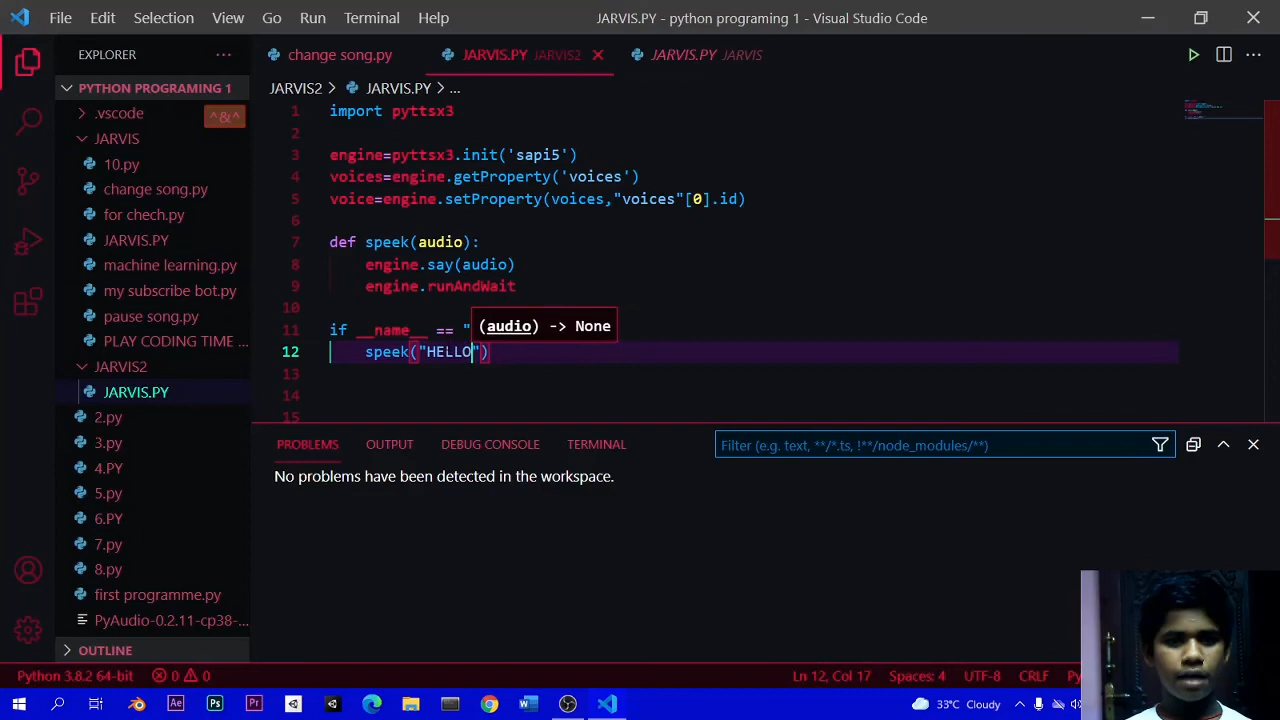 File Edit Selection View Go Run Terminal Help JARVIS.PY - python programing 1 - Visual Studio Code
EXPLORER
change song.py JARVIS.PY JARVIS2 JARVIS.PY JARVIS
PYTHON PROGRAMING 1
.vscode ^&^
JARVIS
10.py
change song.py
for chech.py
JARVIS.PY
machine learning.py
my subscribe bot.py
pause song.py
PLAY CODING TIME ...
JARVIS2
JARVIS.PY
2.py
3.py
4.PY
5.py
6.PY
7.py
8.py
first programme.py
PyAudio-0.2.11-cp38-...
OUTLINE
JARVIS2 > JARVIS.PY > ...
1 import pyttsx3
2
3 engine=pyttsx3.init('sapi5')
4 voices=engine.getProperty('voices')
5 voice=engine.setProperty(voices,"voices"[0].id)
6
7 def speek(audio):
8 engine.say(audio)
9 engine.runAndWait
10
11 if __name__ == "
(audio) -> None
12 speek("HELLO")
13
14
15
PROBLEMS OUTPUT DEBUG CONSOLE TERMINAL Filter (e.g. text, **/*.ts, !**/node_modules/**)
No problems have been detected in the workspace.
Python 3.8.2 64-bit 0 0 Ln 12, Col 17 Spaces: 4 UTF-8 CRLF Py
Ae Ps Pr 33°C Cloudy